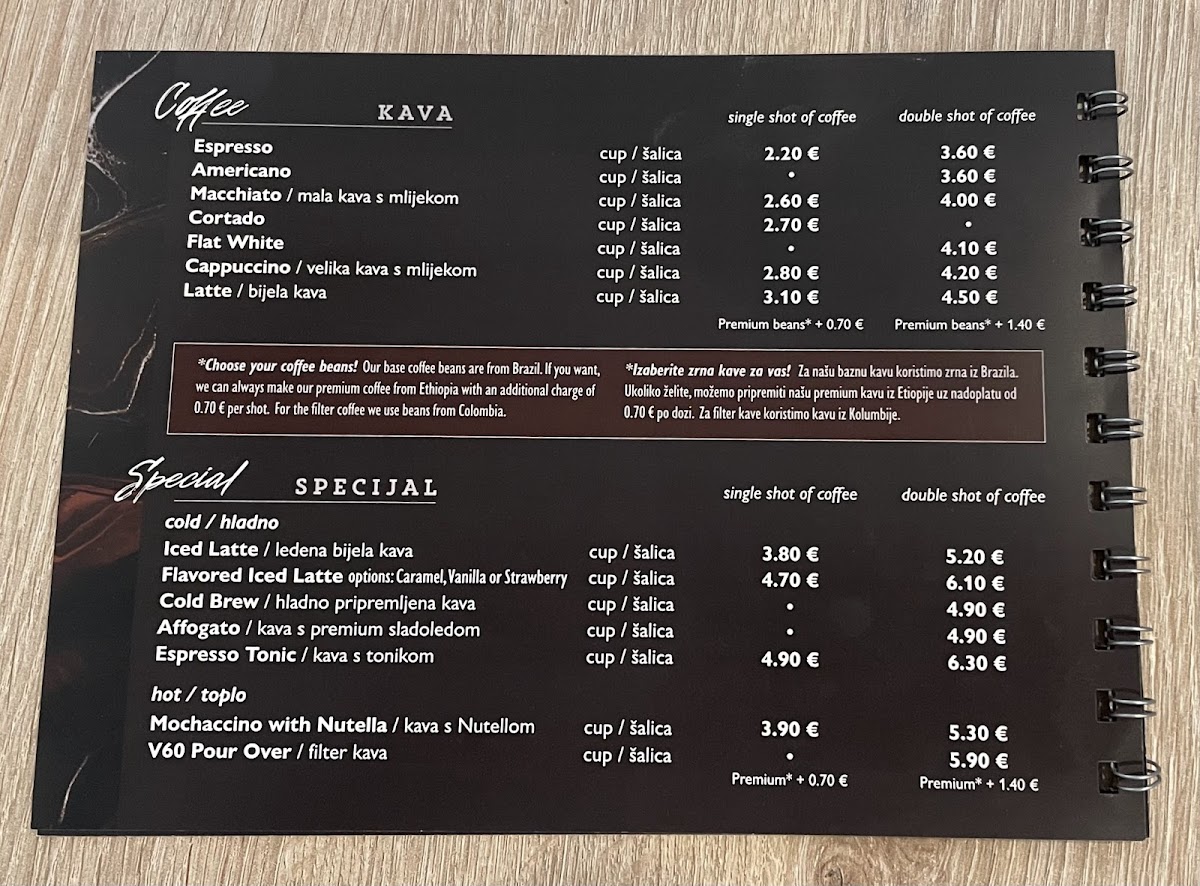 Coffee KAVA single shot of coffee double shot of coffee
Espresso cup / šalica 2.20 € 3.60 €
Americano cup / šalica • 3.60 €
Macchiato / mala kava s mlijekom cup / šalica 2.60 € 4.00 €
Cortado cup / šalica 2.70 € •
Flat White cup / šalica • 4.10 €
Cappuccino / velika kava s mlijekom cup / šalica 2.80 € 4.20 €
Latte / bijela kava cup / šalica 3.10 € 4.50 €
Premium beans* + 0.70 € Premium beans* + 1.40 €
*Choose your coffee beans! Our base coffee beans are from Brazil. If you want,
we can always make our premium coffee from Ethiopia with an additional charge of
0.70 € per shot. For the filter coffee we use beans from Colombia.
*Izaberite zrna kave za vas! Za našu baznu kavu koristimo zrna iz Brazila.
Ukoliko želite, možemo pripremiti našu premium kavu iz Etiopije uz nadoplatu od
0.70 € po dozi. Za filter kave koristimo kavu iz Kolumbije.
Special SPECIJAL single shot of coffee double shot of coffee
cold / hladno
Iced Latte / ledena bijela kava cup / šalica 3.80 € 5.20 €
Flavored Iced Latte options: Caramel, Vanilla or Strawberry cup / šalica 4.70 € 6.10 €
Cold Brew / hladno pripremljena kava cup / šalica • 4.90 €
Affogato / kava s premium sladoledom cup / šalica • 4.90 €
Espresso Tonic / kava s tonikom cup / šalica 4.90 € 6.30 €
hot / toplo
Mochaccino with Nutella / kava s Nutellom cup / šalica 3.90 € 5.30 €
V60 Pour Over / filter kava cup / šalica • 5.90 €
Premium* + 0.70 € Premium* + 1.40 €